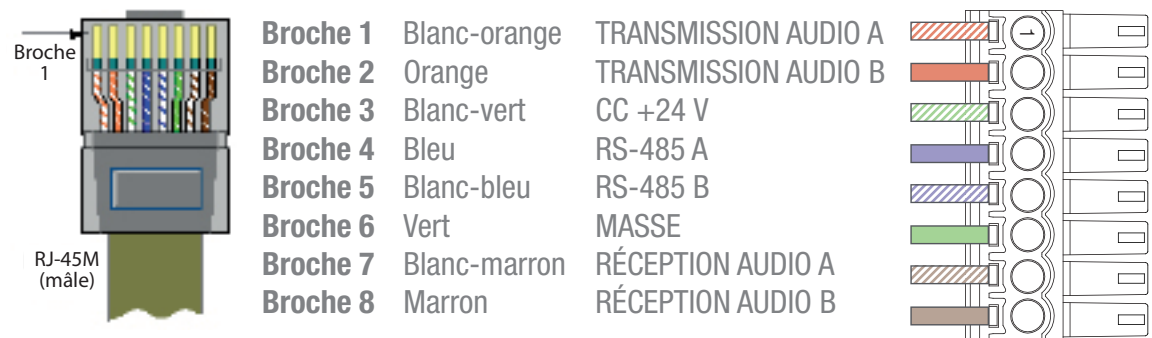 Broche 1
Broche 1 Blanc-orange TRANSMISSION AUDIO A
Broche 2 Orange TRANSMISSION AUDIO B
Broche 3 Blanc-vert CC +24 V
Broche 4 Bleu RS-485 A
Broche 5 Blanc-bleu RS-485 B
Broche 6 Vert MASSE
Broche 7 Blanc-marron RÉCEPTION AUDIO A
Broche 8 Marron RÉCEPTION AUDIO B
RJ-45M
(mâle)
1